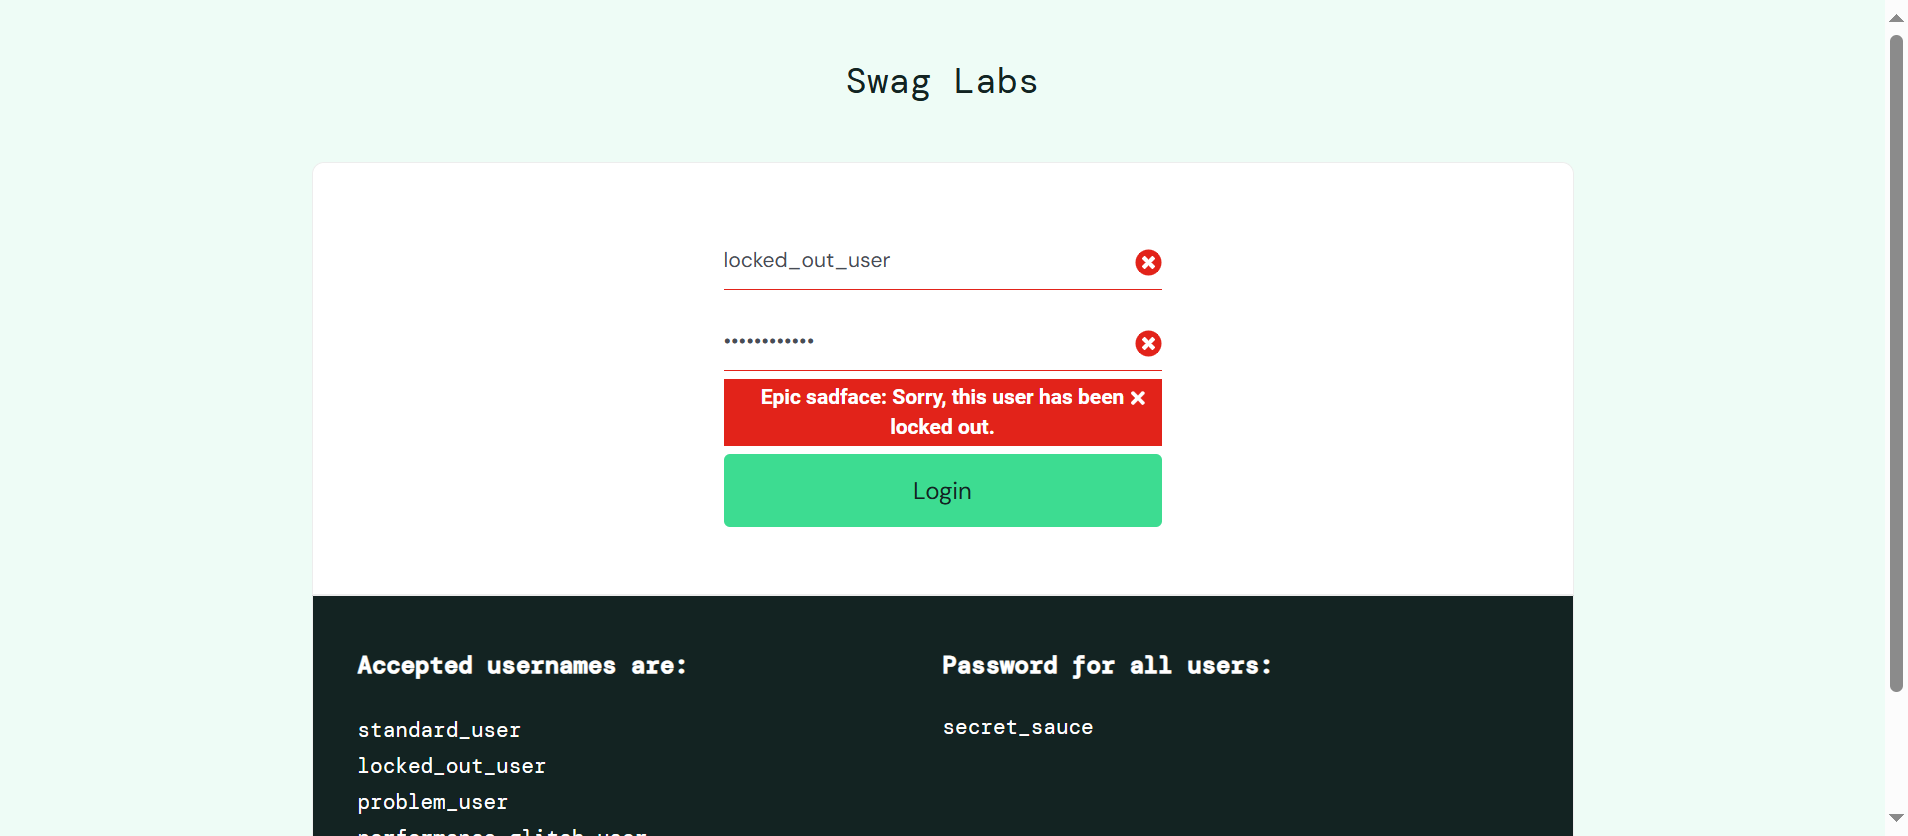 Swag Labs
locked_out_user
••••••••••••
Epic sadface: Sorry, this user has been
locked out.
Login
Accepted usernames are:
standard_user
locked_out_user
problem_user
Password for all users:
secret_sauce